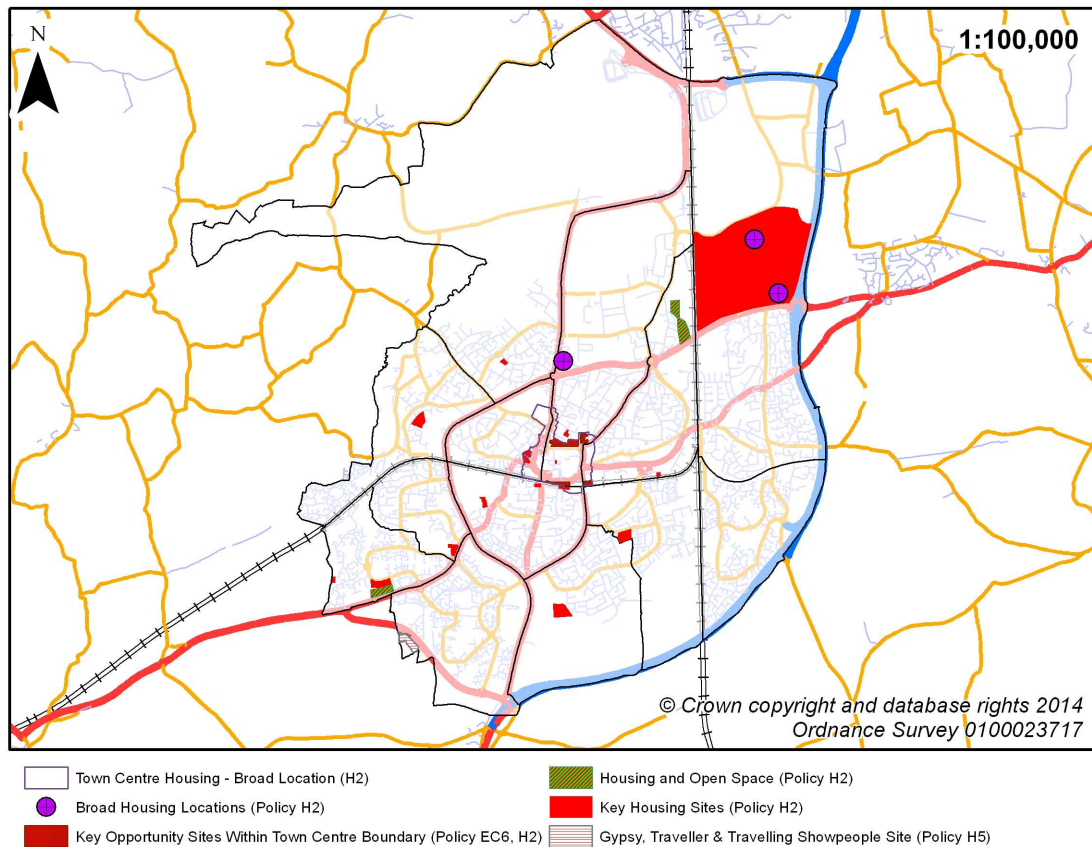 N
1:100,000
© Crown copyright and database rights 2014
Ordnance Survey 0100023717
Town Centre Housing - Broad Location (H2)
Housing and Open Space (Policy H2)
Broad Housing Locations (Policy H2)
Key Housing Sites (Policy H2)
Key Opportunity Sites Within Town Centre Boundary (Policy EC6, H2)
Gypsy, Traveller & Travelling Showpeople Site (Policy H5)